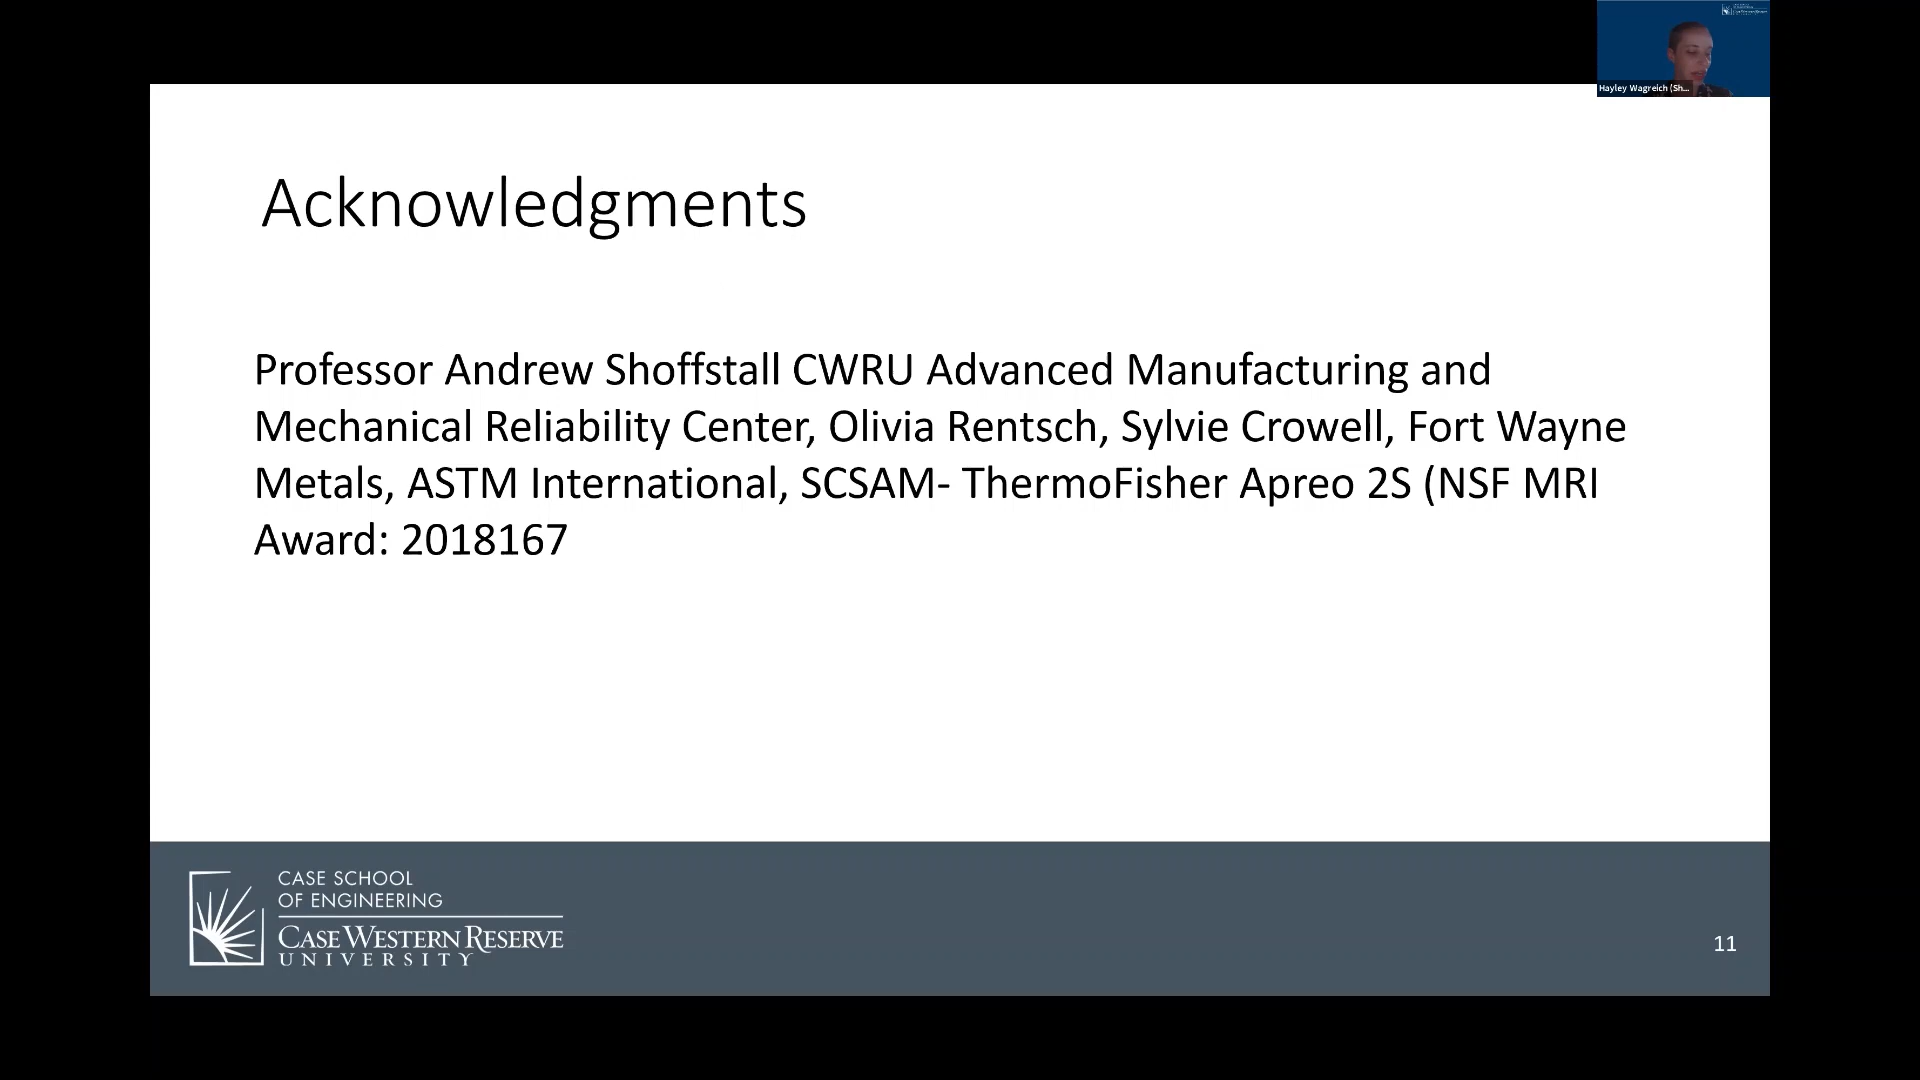 Hayley Wagreich (Sh...
Acknowledgments
Professor Andrew Shoffstall CWRU Advanced Manufacturing and
Mechanical Reliability Center, Olivia Rentsch, Sylvie Crowell, Fort Wayne
Metals, ASTM International, SCSAM- ThermoFisher Apreo 2S (NSF MRI
Award: 2018167
CASE SCHOOL
OF ENGINEERING
CASE WESTERN RESERVE
UNIVERSITY
11